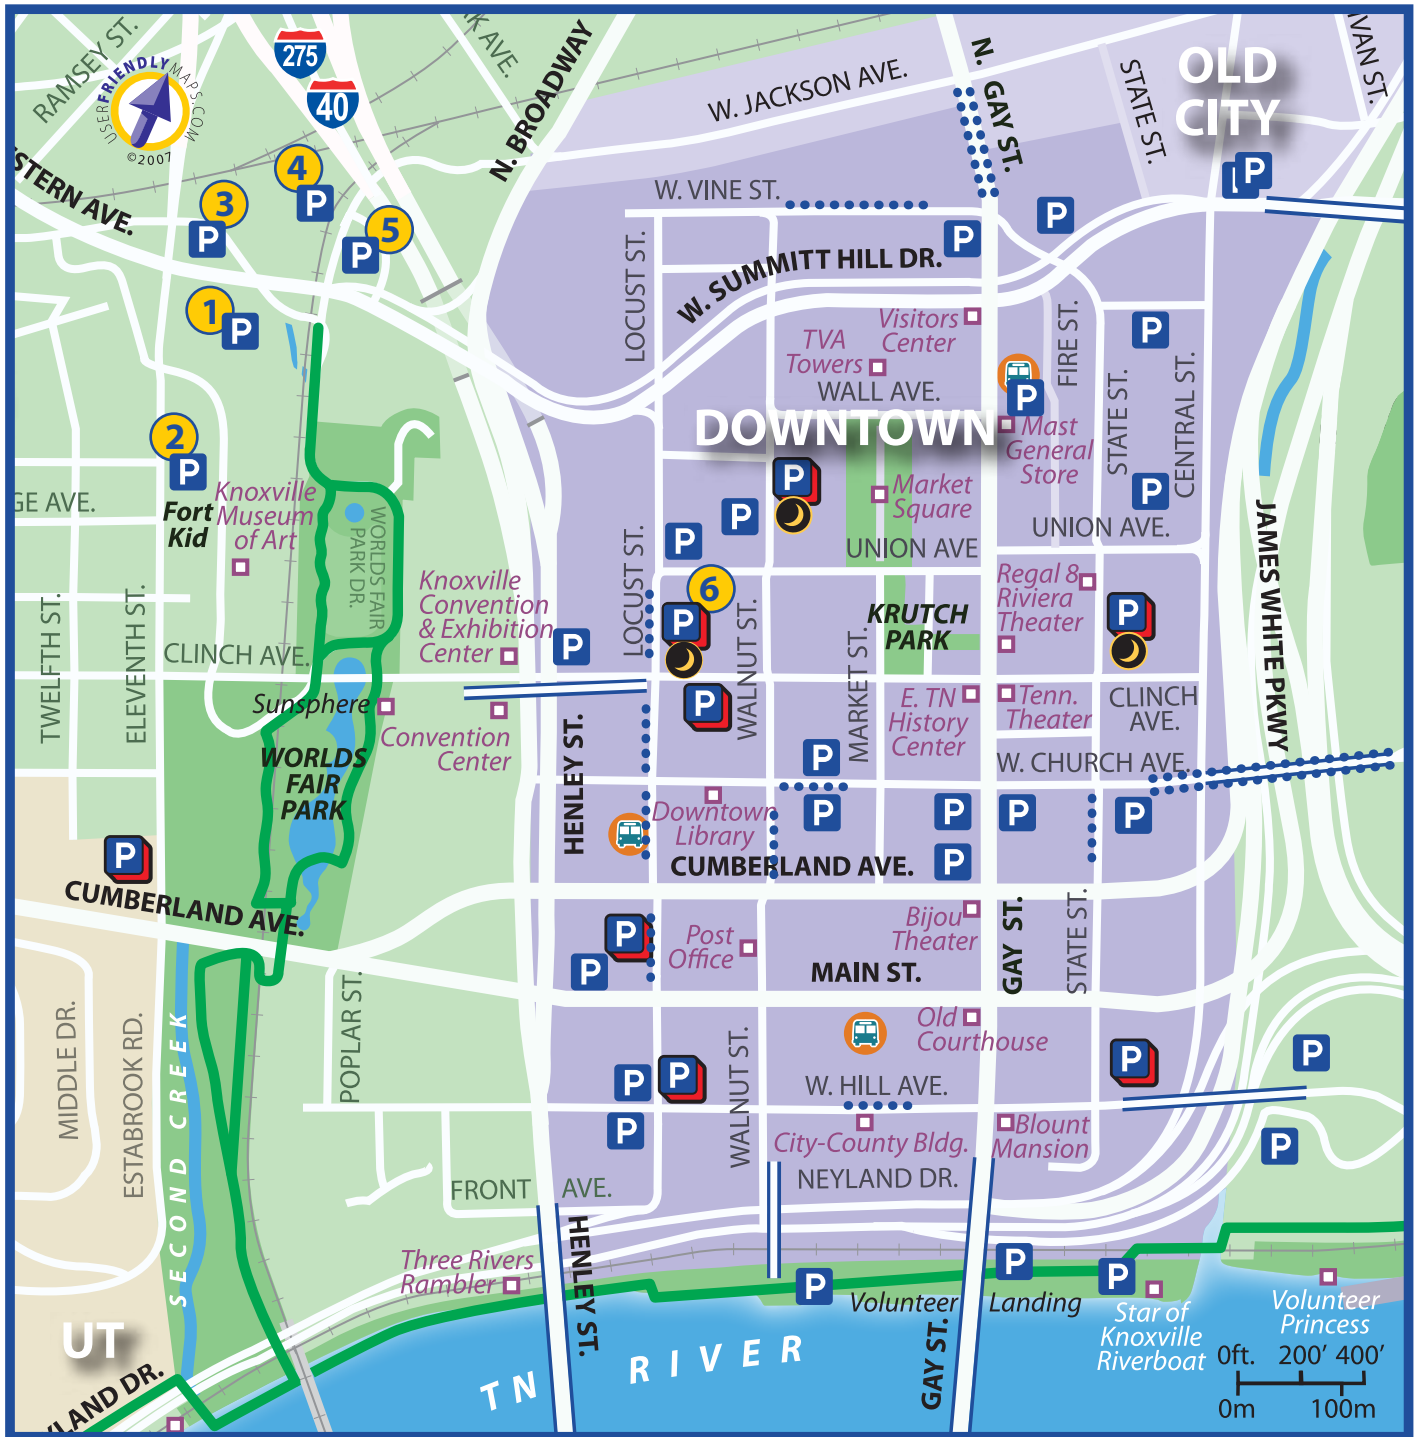 RAMSEY ST.
USERFRIENDLYMAPS.COM
©2007
275
40
N. BROADWAY
W. JACKSON AVE.
N. GAY ST.
STATE ST.
OLD
CITY
P
P
STERN AVE.
4
P
3
P
5
P
1
P
W. VINE ST.
P
P
LOCUST ST.
W. SUMMITT HILL DR.
Visitors
Center
TVA
Towers
WALL AVE.
FIRE ST.
P
P
STATE ST.
CENTRAL ST.
DOWNTOWN
Mast
General
Store
2
P
Fort
Kid
GE AVE.
Knoxville
Museum
of Art
WORLDS FAIR
PARK DR.
P
P
P
Market
Square
P
UNION AVE.
UNION AVE
JAMES WHITE PKWY
LOCUST ST.
Knoxville
Convention
& Exhibition
Center
P
6
P
WALNUT ST.
MARKET ST.
KRUTCH
PARK
Regal 8
Riviera
Theater
P
TWELFTH ST.
ELEVENTH ST.
CLINCH AVE.
Sunsphere
Convention
Center
P
E. TN
History
Center
Tenn.
Theater
CLINCH
AVE.
WORLDS
FAIR
PARK
HENLEY ST.
P
W. CHURCH AVE.
Downtown
Library
P
P
P
P
P
CUMBERLAND AVE.
P
CUMBERLAND AVE.
P
P
Post
Office
Bijou
Theater
MAIN ST.
GAY ST.
STATE ST.
MIDDLE DR.
ESTABROOK RD.
SECOND CREEK
POPLAR ST.
Old
Courthouse
P
P
P
P
WALNUT ST.
W. HILL AVE.
P
City-County Bldg.
Blount
Mansion
P
FRONT AVE.
NEYLAND DR.
HENLEY ST.
Three Rivers
Rambler
P
P
P
Volunteer Landing
Star of
Knoxville
Riverboat
Volunteer
Princess
UT
TN RIVER
GAY ST.
0ft. 200' 400'
0m 100m